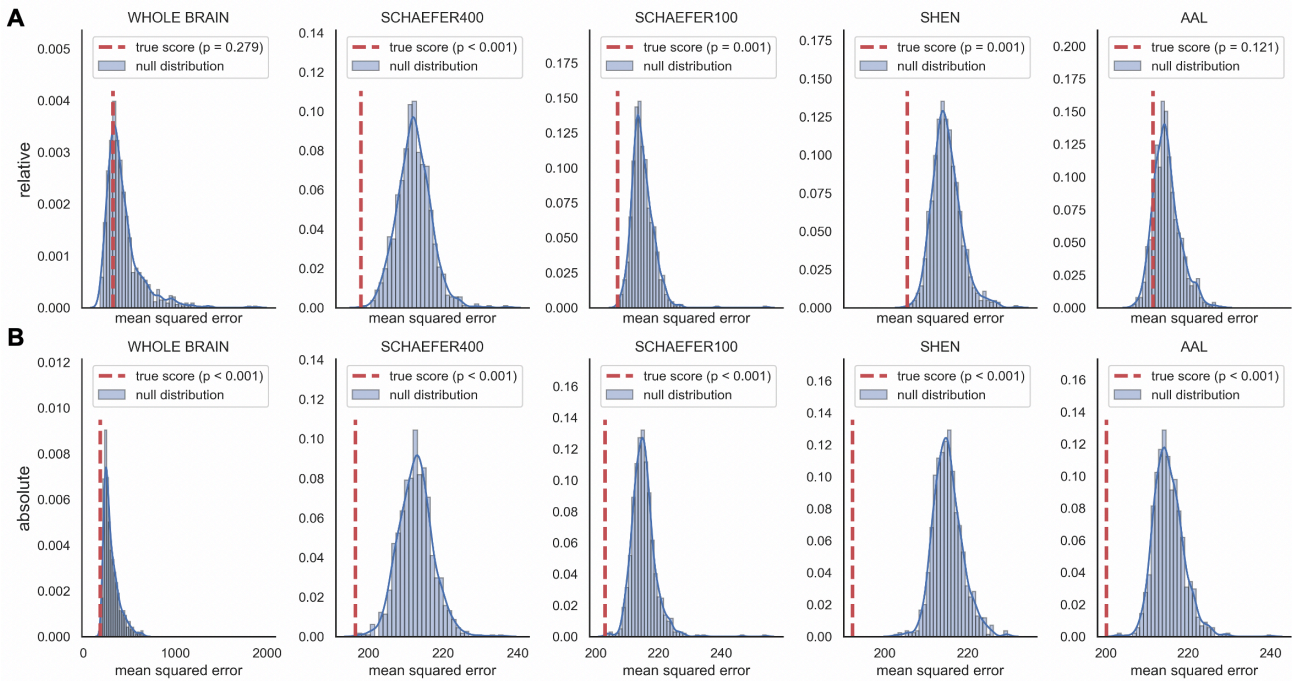 A
WHOLE BRAIN
0.005
0.004
0.003
0.002
0.001
0.000
relative
true score (p = 0.279)
null distribution
mean squared error
SCHAEFER400
0.14
0.12
0.10
0.08
0.06
0.04
0.02
0.00
true score (p < 0.001)
null distribution
mean squared error
SCHAEFER100
0.175
0.150
0.125
0.100
0.075
0.050
0.025
0.000
true score (p = 0.001)
null distribution
mean squared error
SHEN
0.175
0.150
0.125
0.100
0.075
0.050
0.025
0.000
true score (p = 0.001)
null distribution
mean squared error
AAL
0.200
0.175
0.150
0.125
0.100
0.075
0.050
0.025
0.000
true score (p = 0.121)
null distribution
mean squared error
B
WHOLE BRAIN
0.012
0.010
0.008
0.006
0.004
0.002
0.000
absolute
true score (p < 0.001)
null distribution
0 1000 2000
mean squared error
SCHAEFER400
0.14
0.12
0.10
0.08
0.06
0.04
0.02
0.00
true score (p < 0.001)
null distribution
200 220 240
mean squared error
SCHAEFER100
0.16
0.14
0.12
0.10
0.08
0.06
0.04
0.02
0.00
true score (p < 0.001)
null distribution
200 220 240
mean squared error
SHEN
0.16
0.14
0.12
0.10
0.08
0.06
0.04
0.02
0.00
true score (p < 0.001)
null distribution
200 220
mean squared error
AAL
0.16
0.14
0.12
0.10
0.08
0.06
0.04
0.02
0.00
true score (p < 0.001)
null distribution
200 220 240
mean squared error